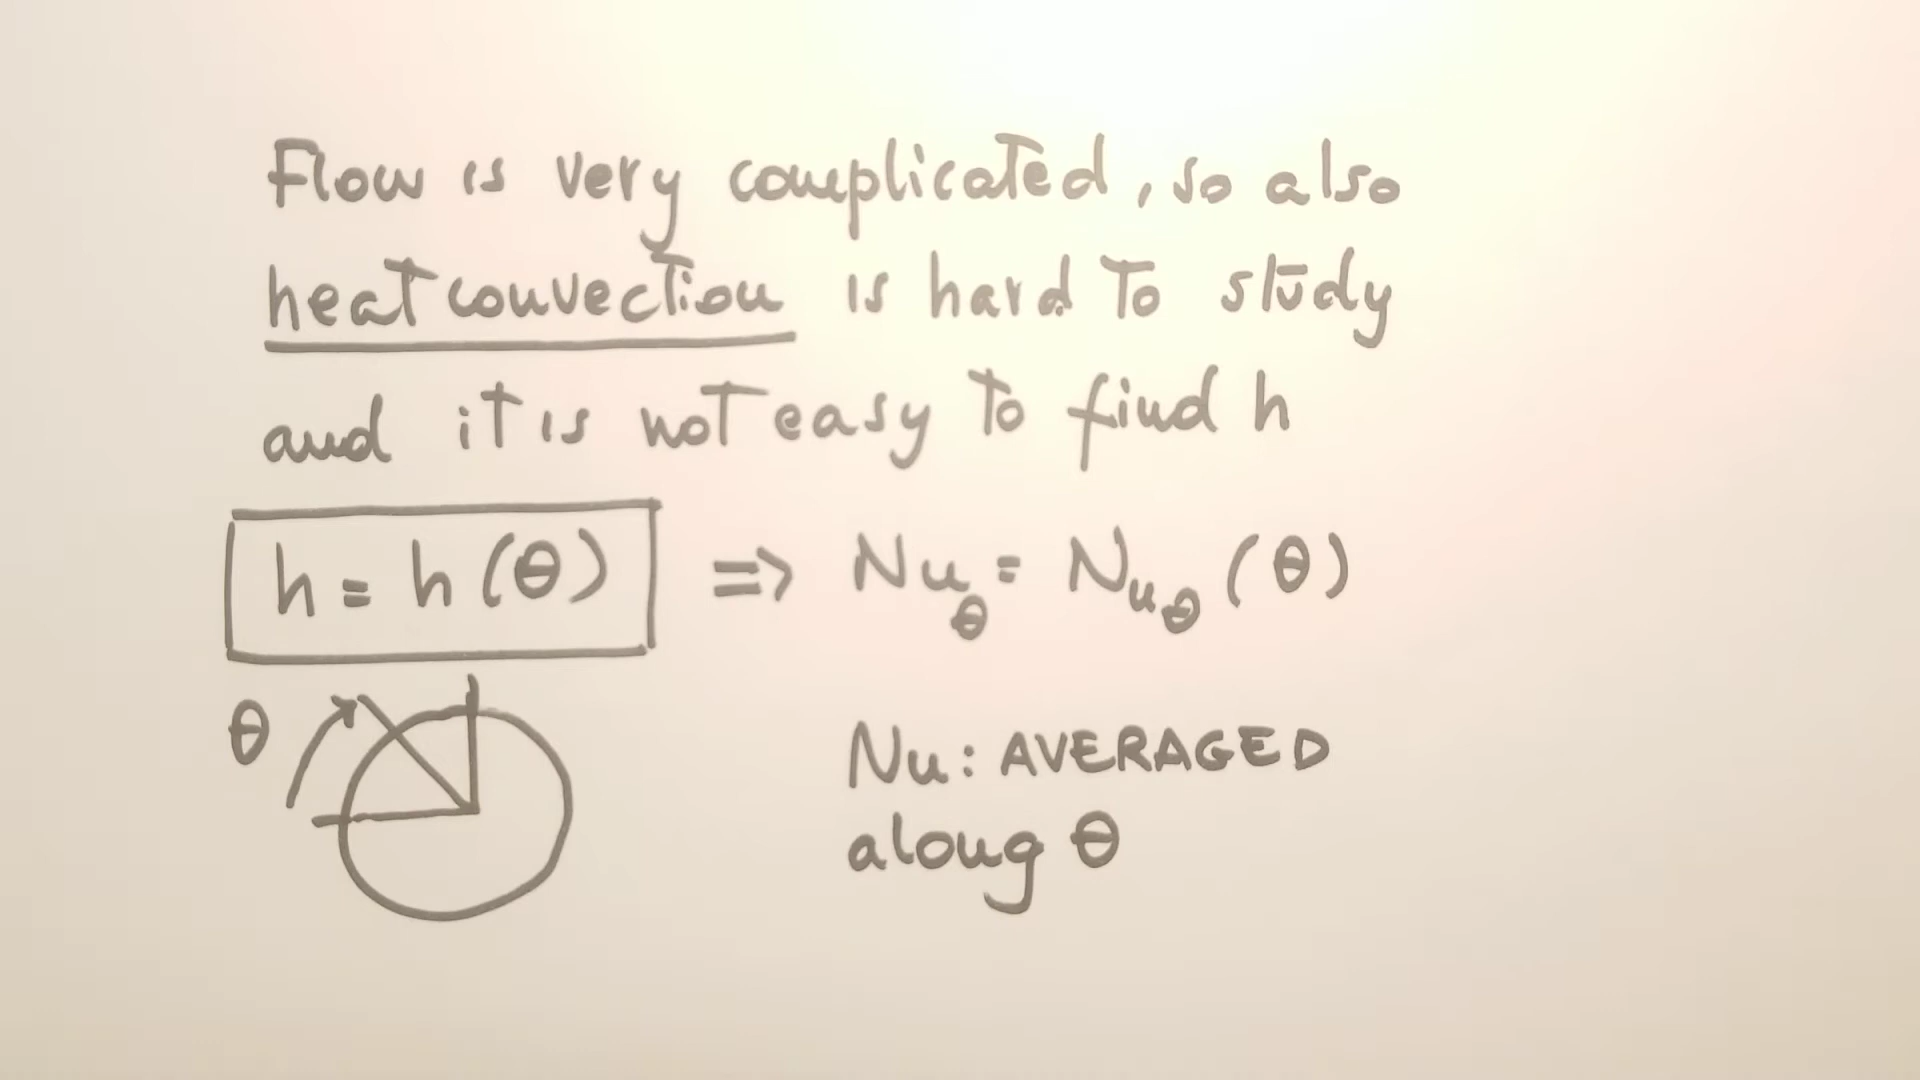 Flow is very complicated, so also
heat convection is hard to study
and it is not easy to find h
h = h (θ) => Nuθ = Nuθ (θ)
θ
Nu: AVERAGED
along θ